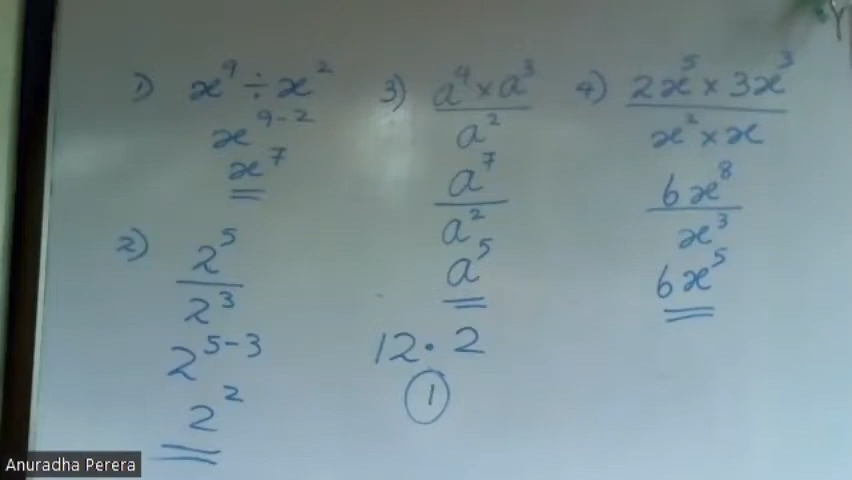 1) x⁹ ÷ x²
x⁹⁻²
x⁷
2) 2⁵
2³
2⁵⁻³
2²
3) a⁴ × a³
a²
a⁷
a²
a⁵
12 · 2
1
4) 2x⁵ × 3x³
x² × x
6x⁸
x³
6x⁵
Anuradha Perera